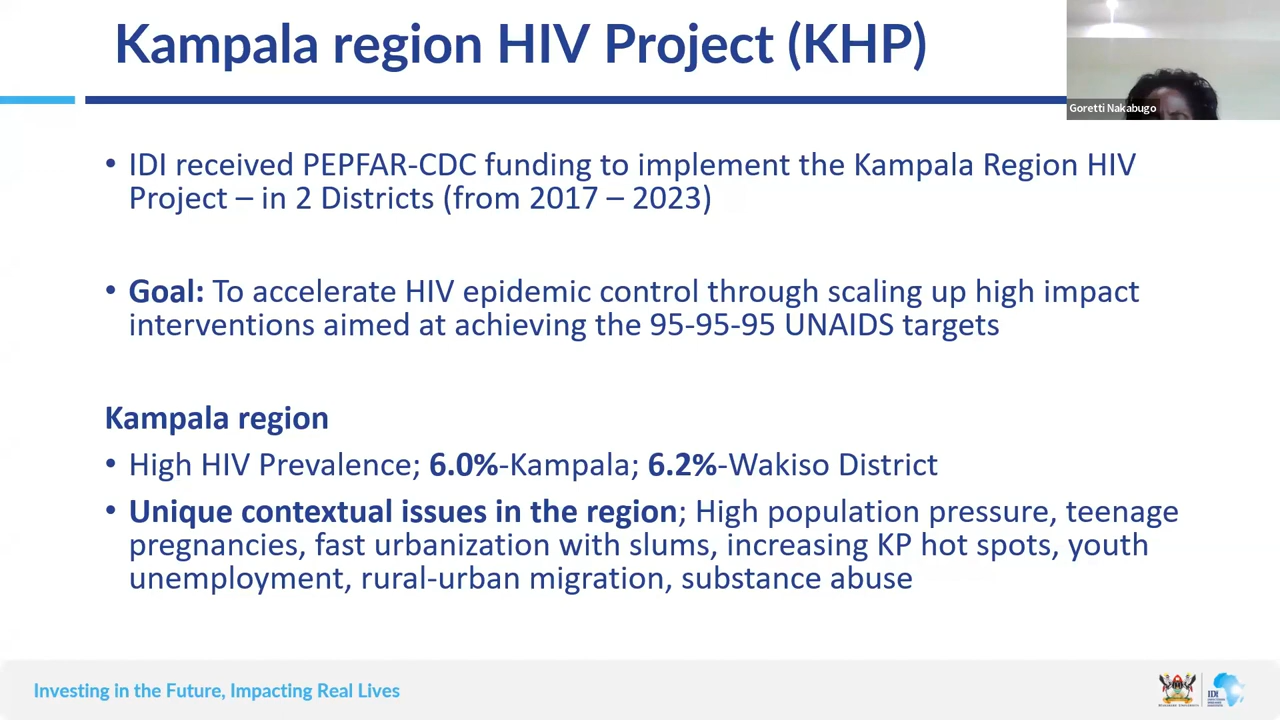 Kampala region HIV Project (KHP)
Goretti Nakabugo
• IDI received PEPFAR-CDC funding to implement the Kampala Region HIV
Project – in 2 Districts (from 2017 – 2023)
• Goal: To accelerate HIV epidemic control through scaling up high impact
interventions aimed at achieving the 95-95-95 UNAIDS targets
Kampala region
• High HIV Prevalence; 6.0%-Kampala; 6.2%-Wakiso District
• Unique contextual issues in the region; High population pressure, teenage
pregnancies, fast urbanization with slums, increasing KP hot spots, youth
unemployment, rural-urban migration, substance abuse
Investing in the Future, Impacting Real Lives
IDI